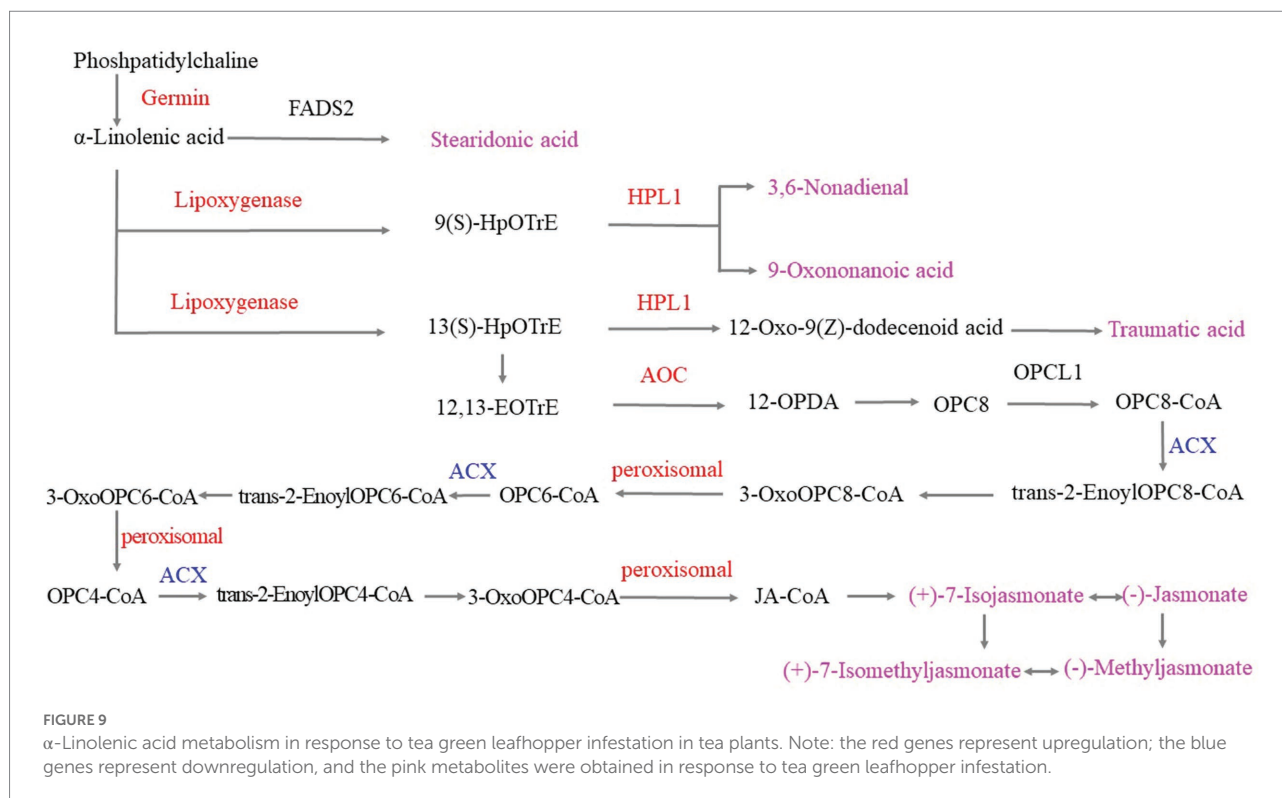 Phoshpatidylchaline
Germin
FADS2
α-Linolenic acid
Stearidonic acid
3,6-Nonadienal
Lipoxygenase
HPL1
9(S)-HpOTrE
9-Oxononanoic acid
Lipoxygenase
HPL1
13(S)-HpOTrE
12-Oxo-9(Z)-dodecenoid acid
Traumatic acid
AOC
OPCL1
12,13-EOTrE
12-OPDA
OPC8
OPC8-CoA
ACX
ACX
peroxisomal
3-OxoOPC6-CoA
trans-2-EnoylOPC6-CoA
OPC6-CoA
3-OxoOPC8-CoA
trans-2-EnoylOPC8-CoA
peroxisomal
ACX
peroxisomal
OPC4-CoA
trans-2-EnoylOPC4-CoA
3-OxoOPC4-CoA
JA-CoA
(+)-7-Isojasmonate
(-)-Jasmonate
(+)-7-Isomethyljasmonate
(-)-Methyljasmonate
FIGURE 9
α-Linolenic acid metabolism in response to tea green leafhopper infestation in tea plants. Note: the red genes represent upregulation; the blue
genes represent downregulation, and the pink metabolites were obtained in response to tea green leafhopper infestation.